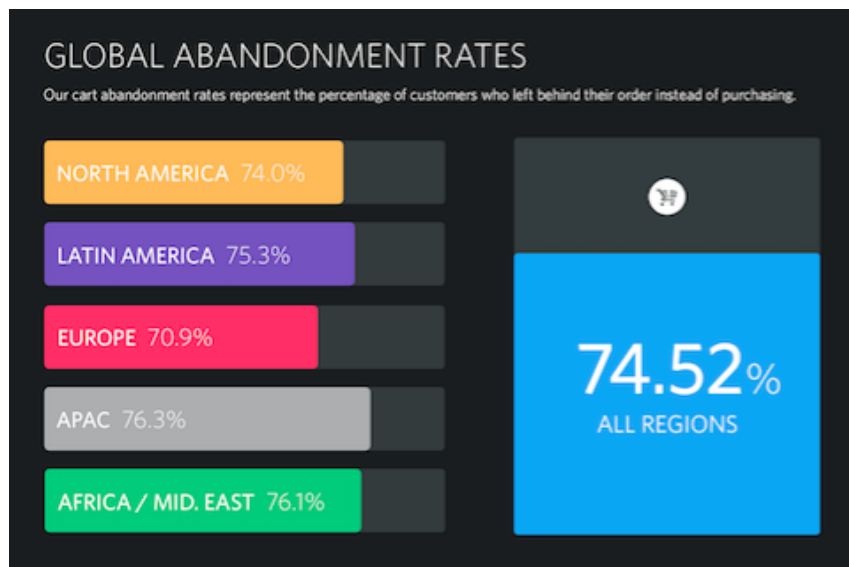 GLOBAL ABANDONMENT RATES
Our cart abandonment rates represent the percentage of customers who left behind their order instead of purchasing.
NORTH AMERICA 74.0%
LATIN AMERICA 75.3%
EUROPE 70.9%
APAC 76.3%
AFRICA / MID. EAST 76.1%
74.52%
ALL REGIONS